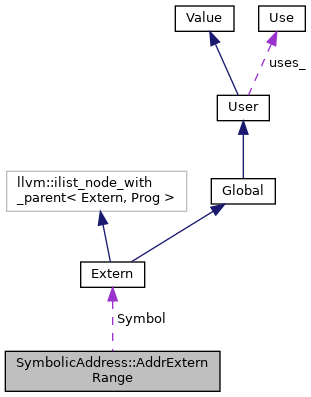 Value
Use
uses_
User
llvm::ilist_node_with
_parent< Extern, Prog >
Global
Extern
Symbol
SymbolicAddress::AddrExtern
Range